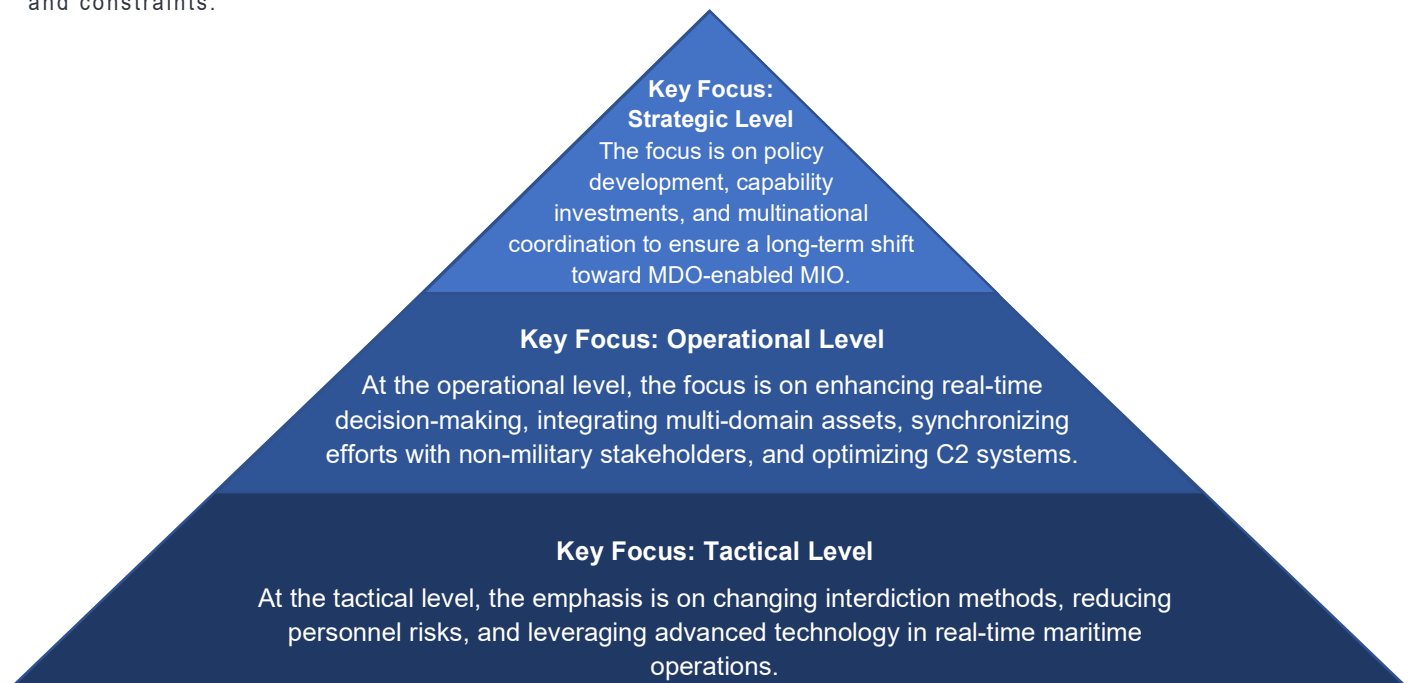 and constraints.
Key Focus:
Strategic Level
The focus is on policy
development, capability
investments, and multinational
coordination to ensure a long-term shift
toward MDO-enabled MIO.
Key Focus: Operational Level
At the operational level, the focus is on enhancing real-time
decision-making, integrating multi-domain assets, synchronizing
efforts with non-military stakeholders, and optimizing C2 systems.
Key Focus: Tactical Level
At the tactical level, the emphasis is on changing interdiction methods, reducing
personnel risks, and leveraging advanced technology in real-time maritime
operations.